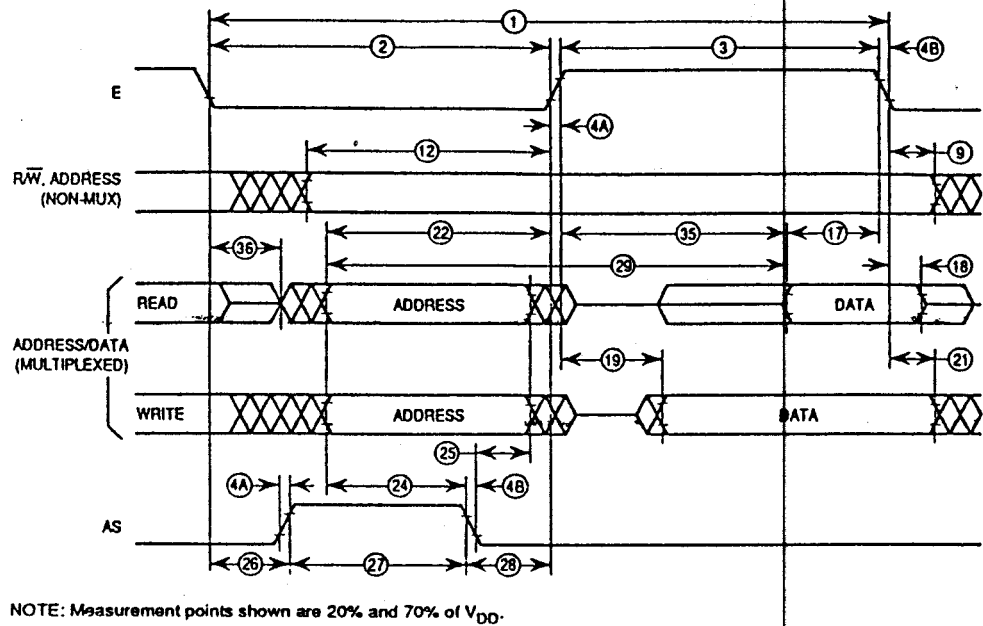 1
2
3
4B
E
4A
12
9
R/W̅, ADDRESS
(NON-MUX)
22
35
17
36
29
18
READ
ADDRESS
DATA
ADDRESS/DATA
(MULTIPLEXED)
19
21
WRITE
ADDRESS
DATA
25
4A
24
4B
AS
26
27
28
NOTE: Measurement points shown are 20% and 70% of VDD.